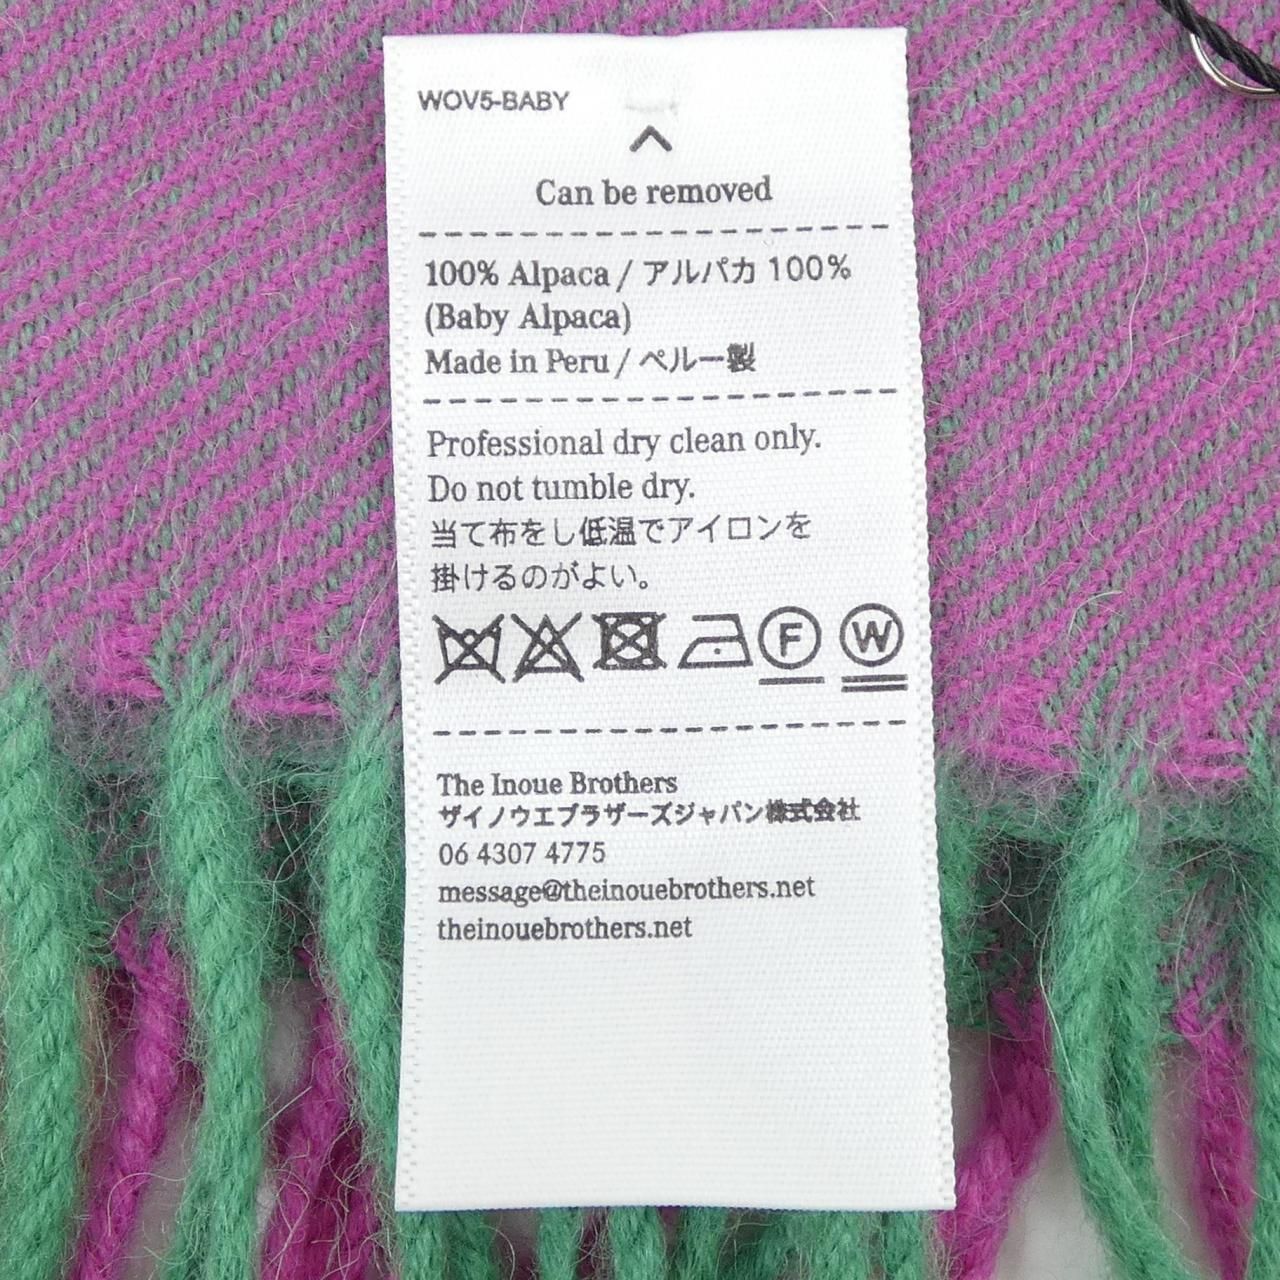 WOV5-BABY
Can be removed
100% Alpaca / アルパカ 100%
(Baby Alpaca)
Made in Peru / ペルー製
Professional dry clean only.
Do not tumble dry.
当て布をし低温でアイロンを
掛けるのがよい。
F W
The Inoue Brothers
ザイノウエブラザーズジャパン株式会社
06 4307 4775
message@theinouebrothers.net
theinouebrothers.net